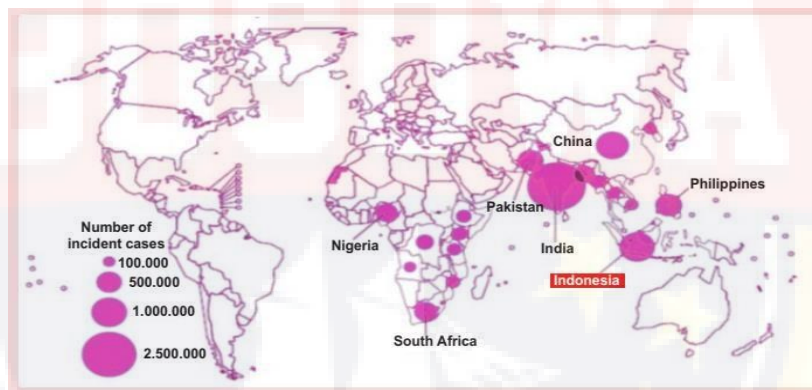 China
Philippines
Pakistan
Nigeria
India
Indonesia
South Africa
Number of
incident cases
100.000
500.000
1.000.000
2.500.000